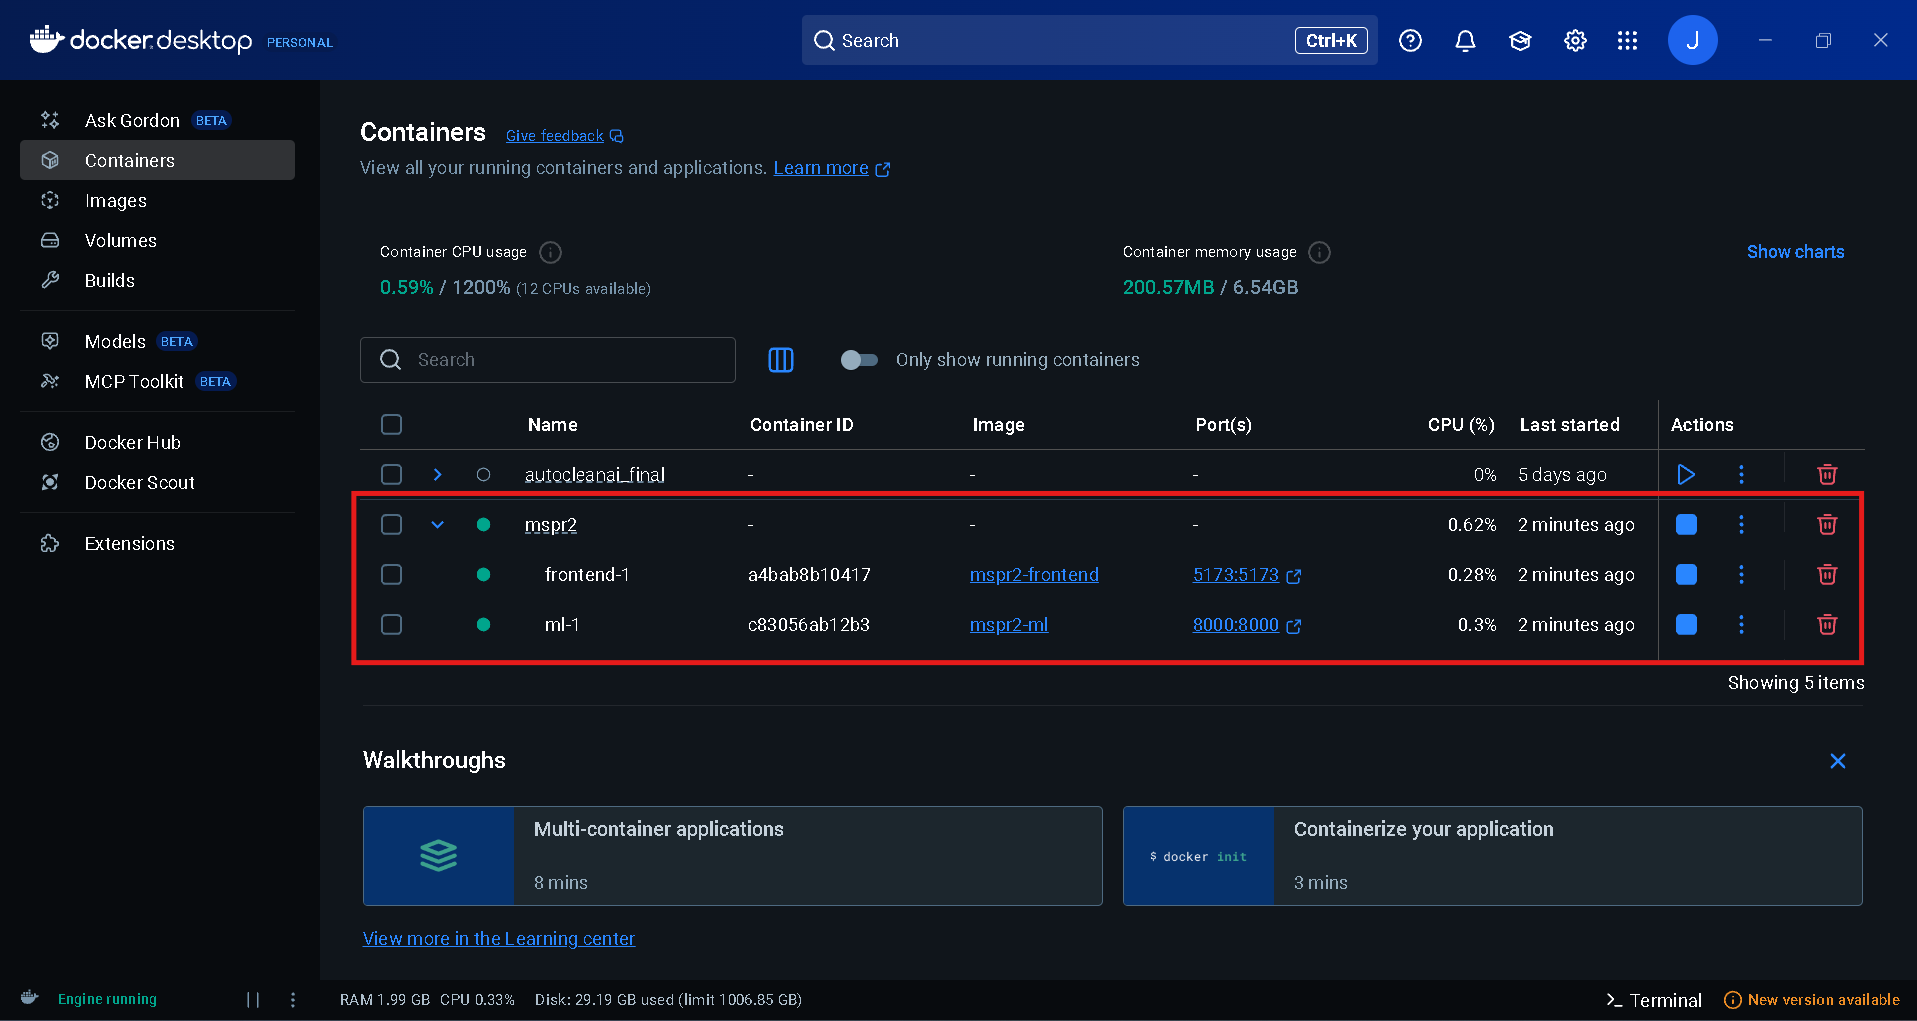 docker desktop PERSONAL
Search Ctrl+K
J
Ask Gordon BETA
Containers
Images
Volumes
Builds
Models BETA
MCP Toolkit BETA
Docker Hub
Docker Scout
Extensions
Containers Give feedback
View all your running containers and applications. Learn more
Container CPU usage
0.59% / 1200% (12 CPUs available)
Container memory usage
200.57MB / 6.54GB
Show charts
Search
Only show running containers
Name Container ID Image Port(s) CPU (%) Last started Actions
autocleanai_final - - - 0% 5 days ago
mspr2 - - - 0.62% 2 minutes ago
frontend-1 a4bab8b10417 mspr2-frontend 5173:5173 0.28% 2 minutes ago
ml-1 c83056ab12b3 mspr2-ml 8000:8000 0.3% 2 minutes ago
Showing 5 items
Walkthroughs
Multi-container applications
8 mins
$ docker init
Containerize your application
3 mins
View more in the Learning center
Engine running
RAM 1.99 GB CPU 0.33% Disk: 29.19 GB used (limit 1006.85 GB)
Terminal
New version available